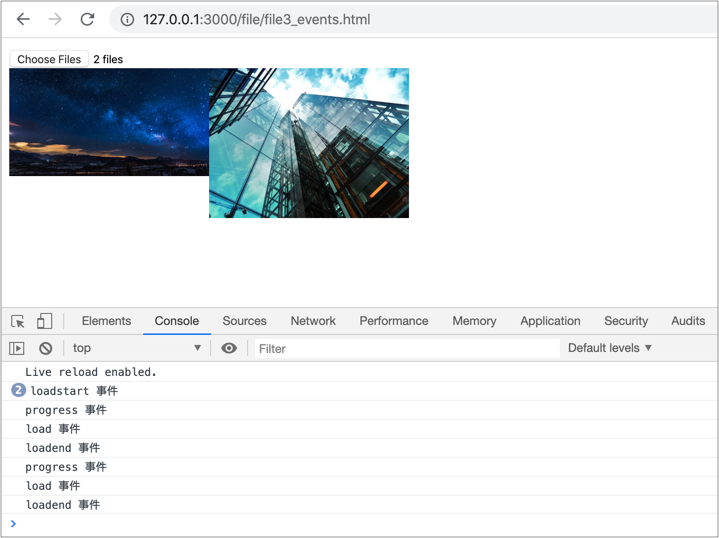 127.0.0.1:3000/file/file3_events.html
Choose Files 2 files
Elements Console Sources Network Performance Memory Application Security Audits
top Filter Default levels
Live reload enabled.
2 loadstart 事件
progress 事件
load 事件
loadend 事件
progress 事件
load 事件
loadend 事件